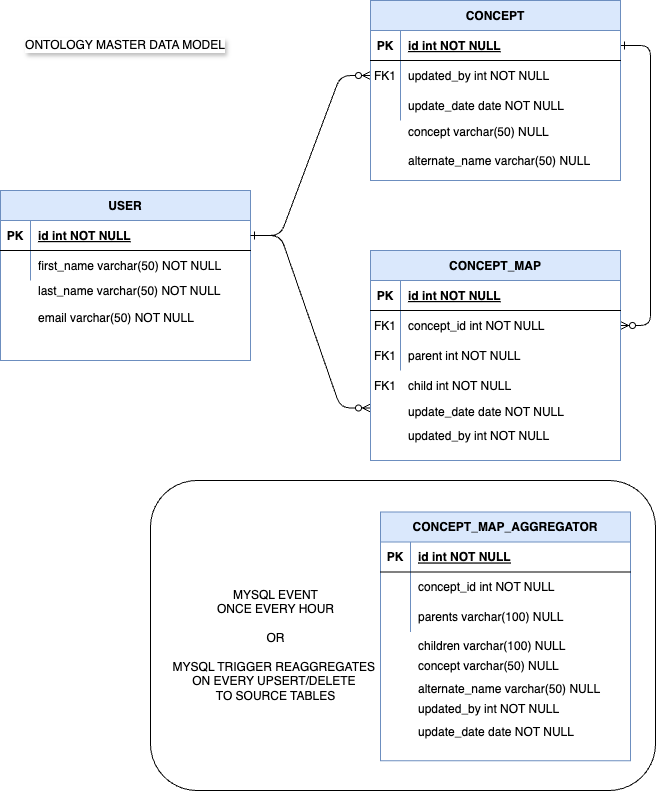 ONTOLOGY MASTER DATA MODEL
CONCEPT
PK id int NOT NULL
FK1 updated_by int NOT NULL
update_date date NOT NULL
concept varchar(50) NULL
alternate_name varchar(50) NULL
USER
PK id int NOT NULL
first_name varchar(50) NOT NULL
last_name varchar(50) NOT NULL
email varchar(50) NOT NULL
CONCEPT_MAP
PK id int NOT NULL
FK1 concept_id int NOT NULL
FK1 parent int NOT NULL
FK1 child int NOT NULL
update_date date NOT NULL
updated_by int NOT NULL
MYSQL EVENT
ONCE EVERY HOUR
OR
MYSQL TRIGGER REAGGREGATES
ON EVERY UPSERT/DELETE
TO SOURCE TABLES
CONCEPT_MAP_AGGREGATOR
PK id int NOT NULL
concept_id int NOT NULL
parents varchar(100) NULL
children varchar(100) NULL
concept varchar(50) NULL
alternate_name varchar(50) NULL
updated_by int NOT NULL
update_date date NOT NULL